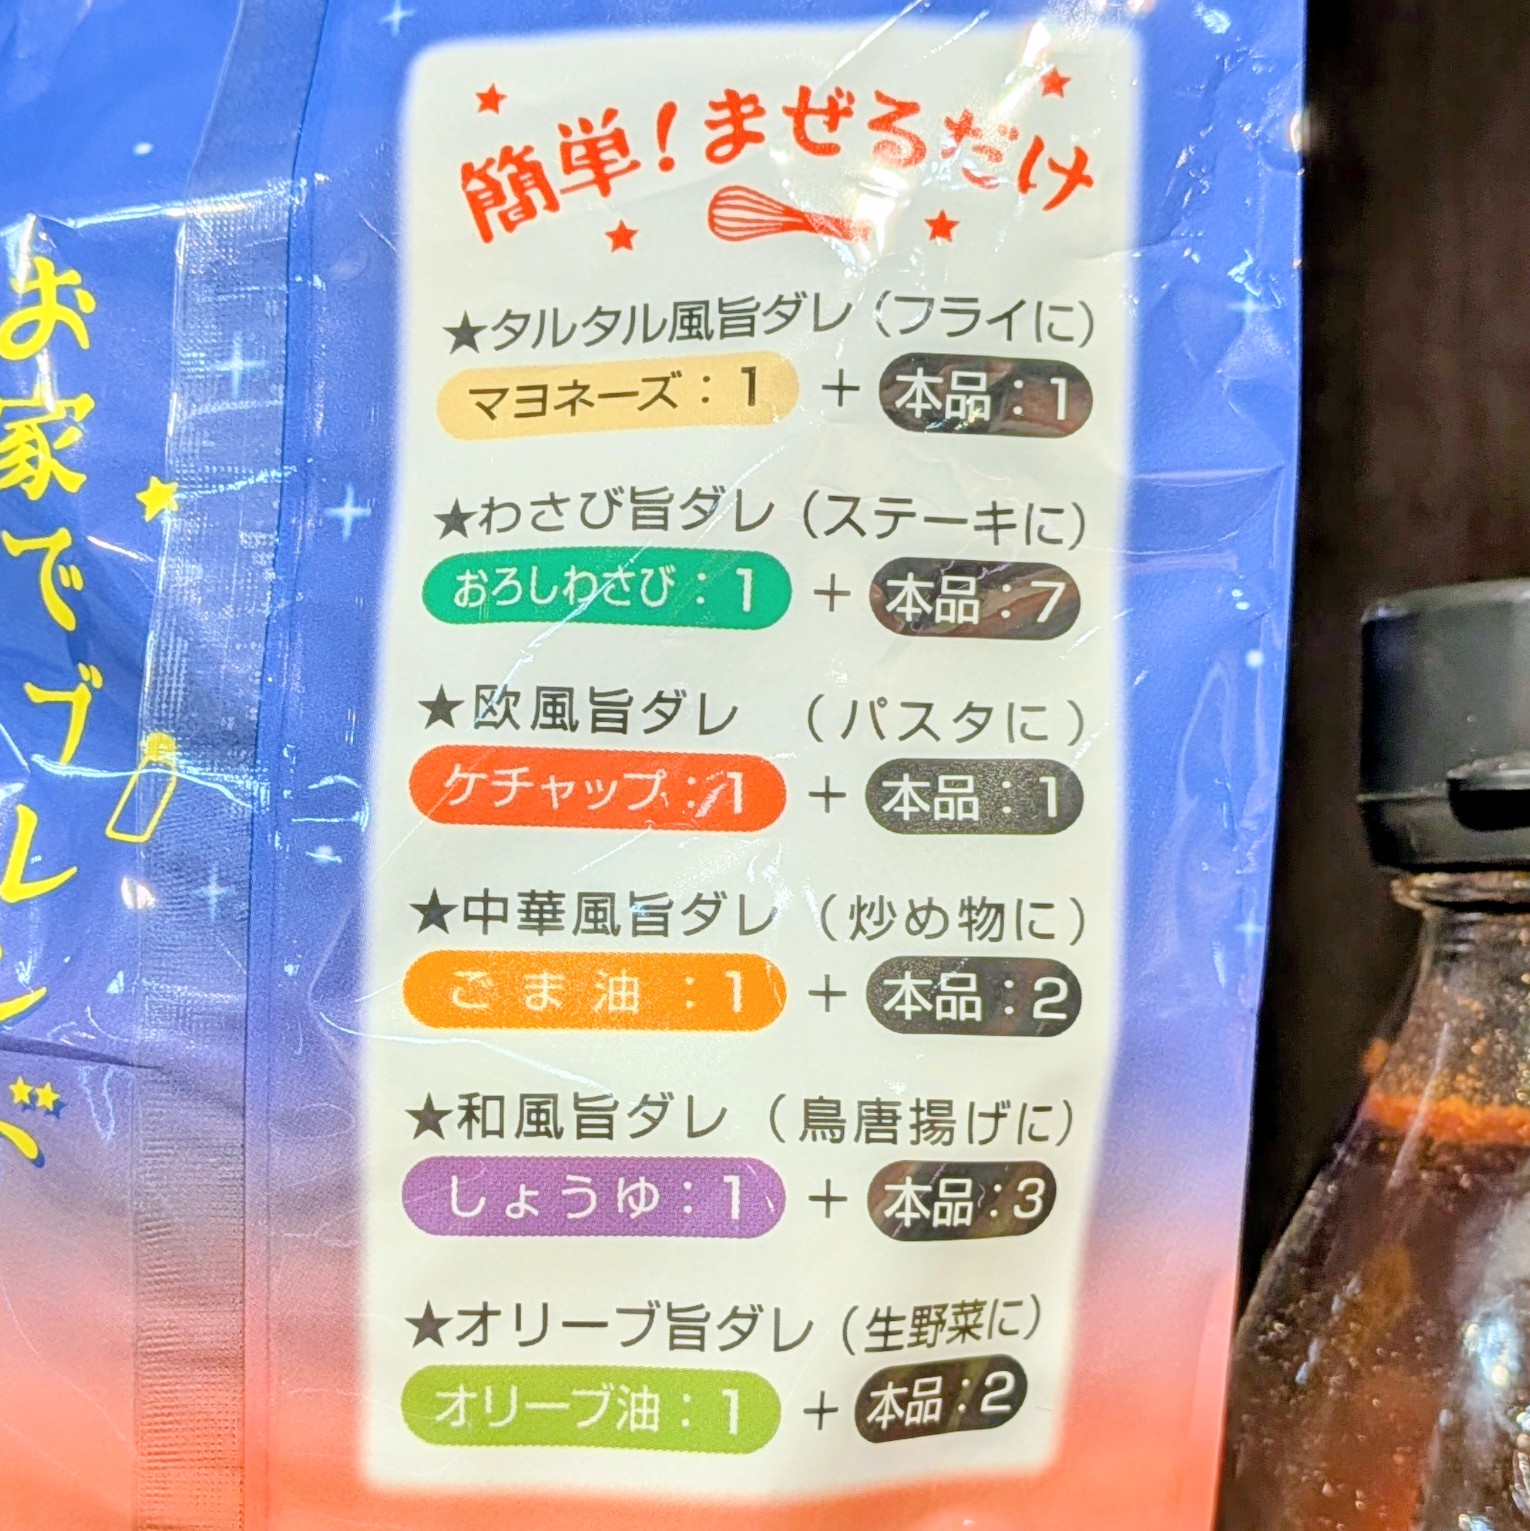 お家でブレンド
簡単!まぜるだけ
★タルタル風旨ダレ(フライに)
マヨネーズ:1 + 本品:1
★わさび旨ダレ(ステーキに)
おろしわさび:1 + 本品:7
★欧風旨ダレ (パスタに)
ケチャップ:1 + 本品:1
★中華風旨ダレ(炒め物に)
ごま油:1 + 本品:2
★和風旨ダレ(鳥唐揚げに)
しょうゆ:1 + 本品:3
★オリーブ旨ダレ(生野菜に)
オリーブ油:1 + 本品:2